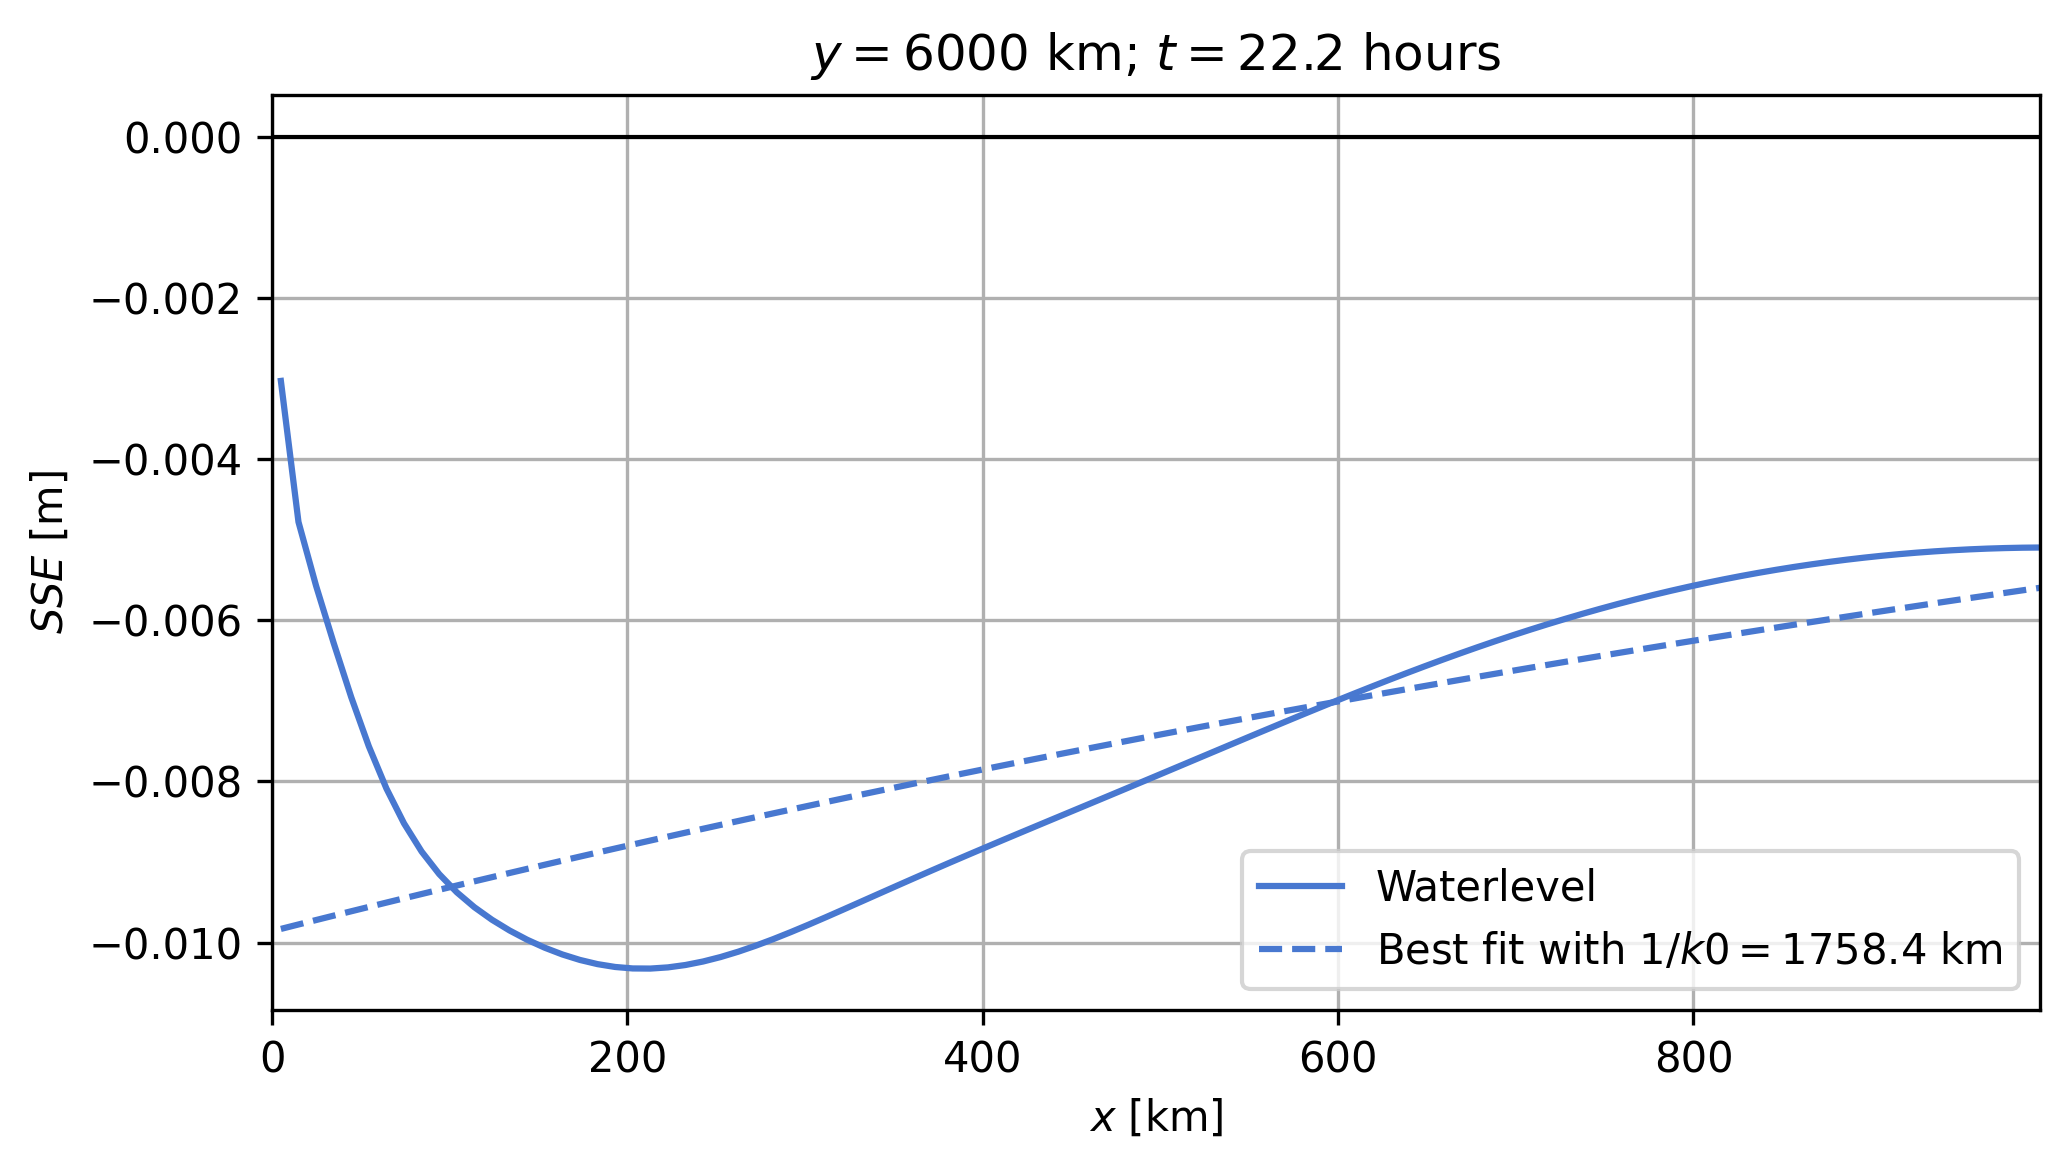 y = 6000 km; t = 22.2 hours
0.000
−0.002
−0.004
−0.006
−0.008
−0.010
SSE [m]
Waterlevel
Best fit with 1/k0 = 1758.4 km
0 200 400 600 800
x [km]